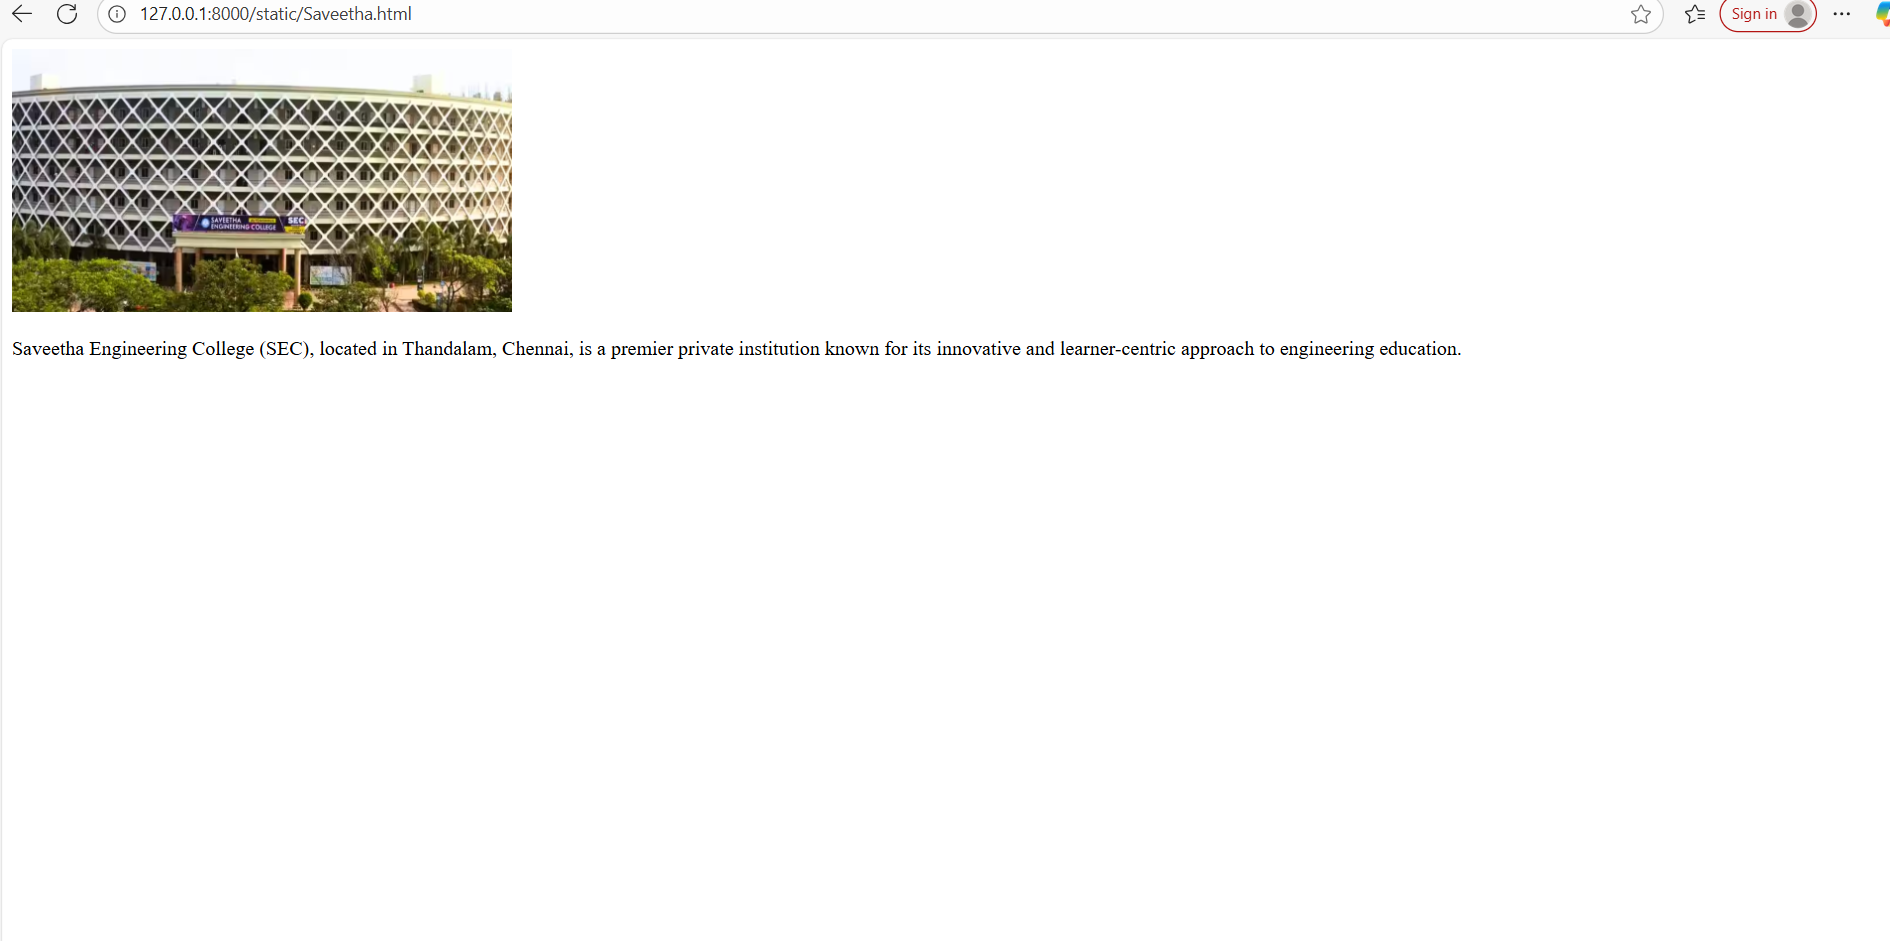 127.0.0.1:8000/static/Saveetha.html
Sign in
SAVEETHA
ENGINEERING COLLEGE
SEC
Saveetha Engineering College (SEC), located in Thandalam, Chennai, is a premier private institution known for its innovative and learner-centric approach to engineering education.